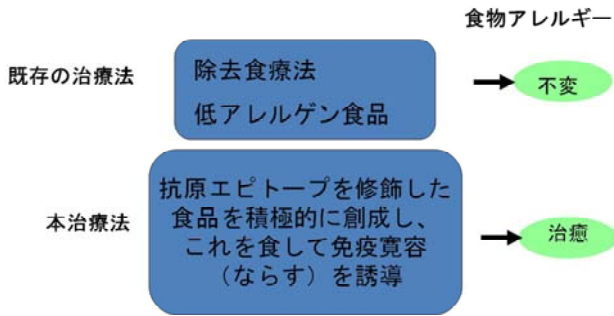 食物アレルギー
既存の治療法
除去食療法
低アレルゲン食品
不変
本治療法
抗原エピトープを修飾した
食品を積極的に創成し、
これを食して免疫寛容
（ならす）を誘導
治癒